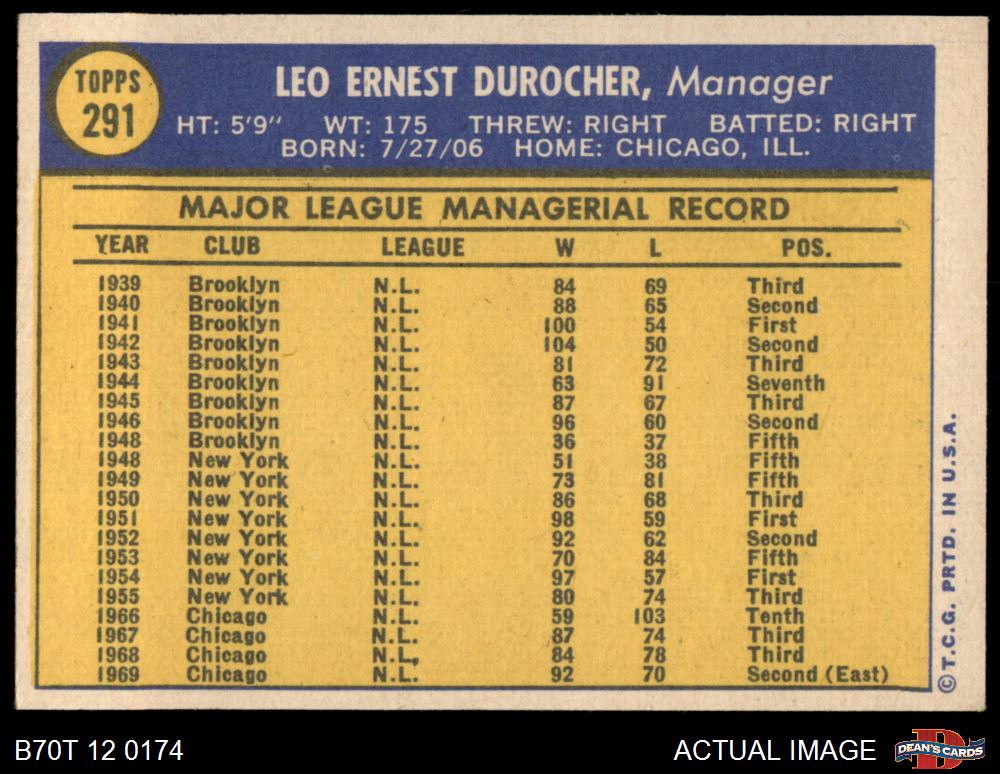 TOPPS
291
LEO ERNEST DUROCHER, Manager
HT: 5'9" WT: 175 THREW: RIGHT BATTED: RIGHT
BORN: 7/27/06 HOME: CHICAGO, ILL.
MAJOR LEAGUE MANAGERIAL RECORD
YEAR CLUB LEAGUE W L POS.
1939 Brooklyn N.L. 84 69 Third
1940 Brooklyn N.L. 88 65 Second
1941 Brooklyn N.L. 100 54 First
1942 Brooklyn N.L. 104 50 Second
1943 Brooklyn N.L. 81 72 Third
1944 Brooklyn N.L. 63 91 Seventh
1945 Brooklyn N.L. 87 67 Third
1946 Brooklyn N.L. 96 60 Second
1948 Brooklyn N.L. 36 37 Fifth
1948 New York N.L. 51 38 Fifth
1949 New York N.L. 73 81 Fifth
1950 New York N.L. 86 68 Third
1951 New York N.L. 98 59 First
1952 New York N.L. 92 62 Second
1953 New York N.L. 70 84 Fifth
1954 New York N.L. 97 57 First
1955 New York N.L. 80 74 Third
1966 Chicago N.L. 59 103 Tenth
1967 Chicago N.L. 87 74 Third
1968 Chicago N.L. 84 78 Third
1969 Chicago N.L. 92 70 Second (East)
©T.C.G. PRTD. IN U.S.A.
B70T 12 0174
ACTUAL IMAGE
D
DEAN'S CARDS